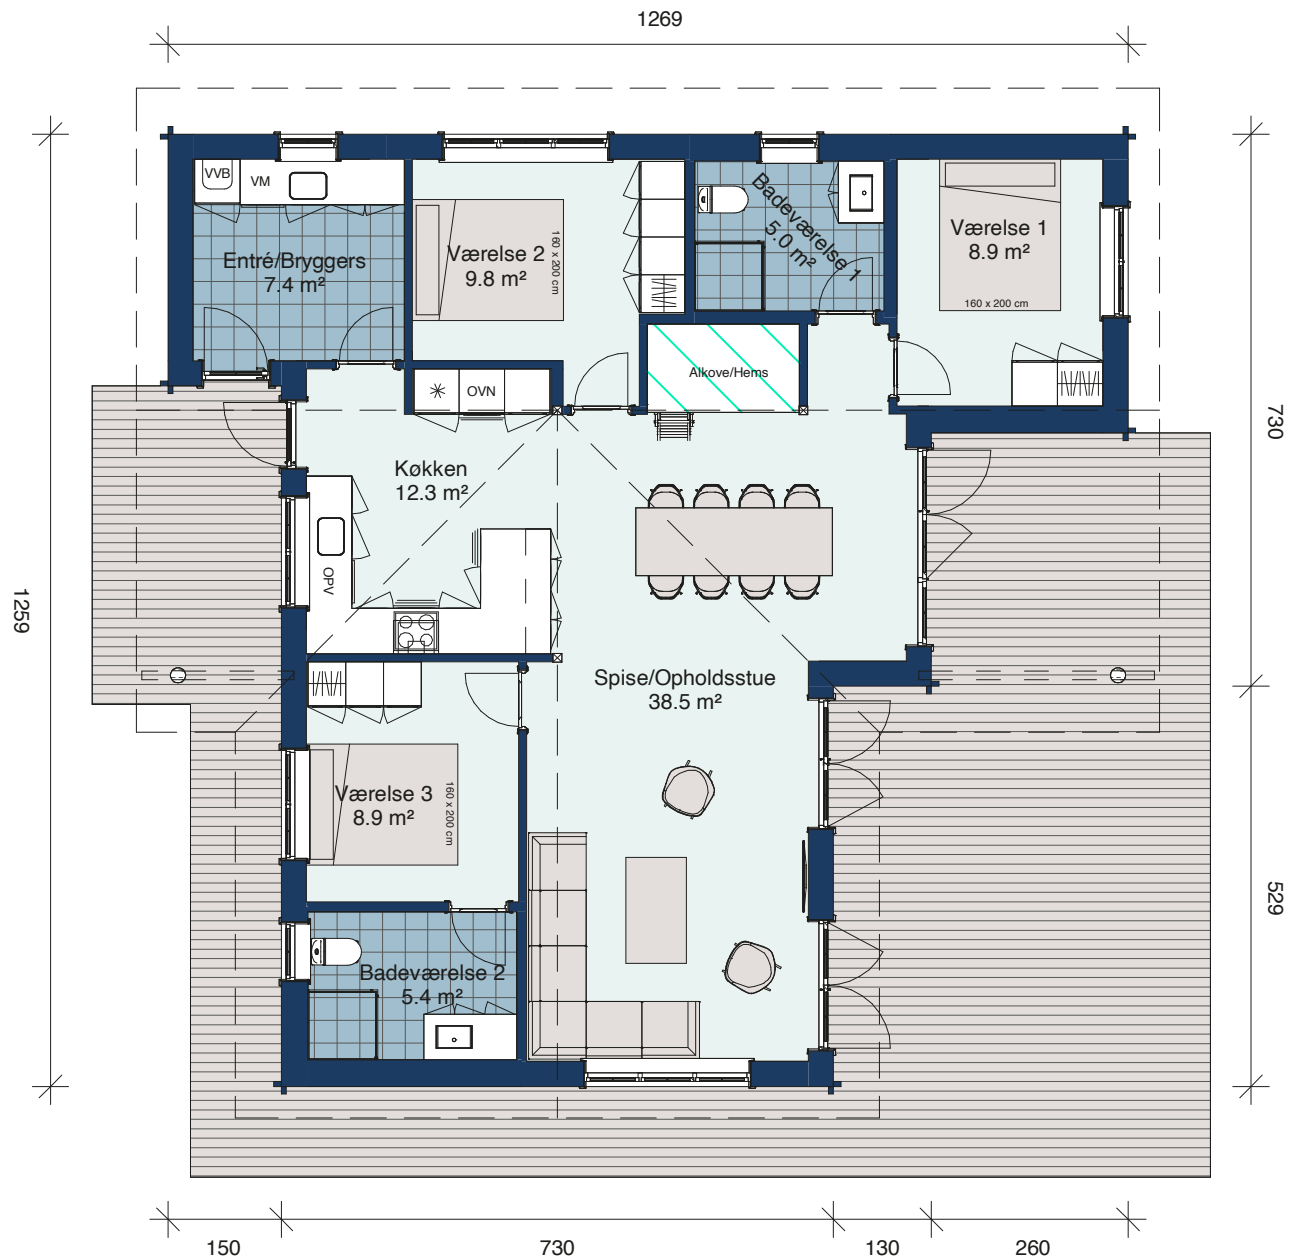 1269
VVB
VM
Entré/Bryggers
7.4 m²
Værelse 2
9.8 m²
160 x 200 cm
Badeværelse 1
5.0 m²
Værelse 1
8.9 m²
160 x 200 cm
OVN
Alkove/Hems
Køkken
12.3 m²
OPV
730
1259
Spise/Opholdsstue
38.5 m²
Værelse 3
8.9 m²
160 x 200 cm
529
Badeværelse 2
5.4 m²
150
730
130
260